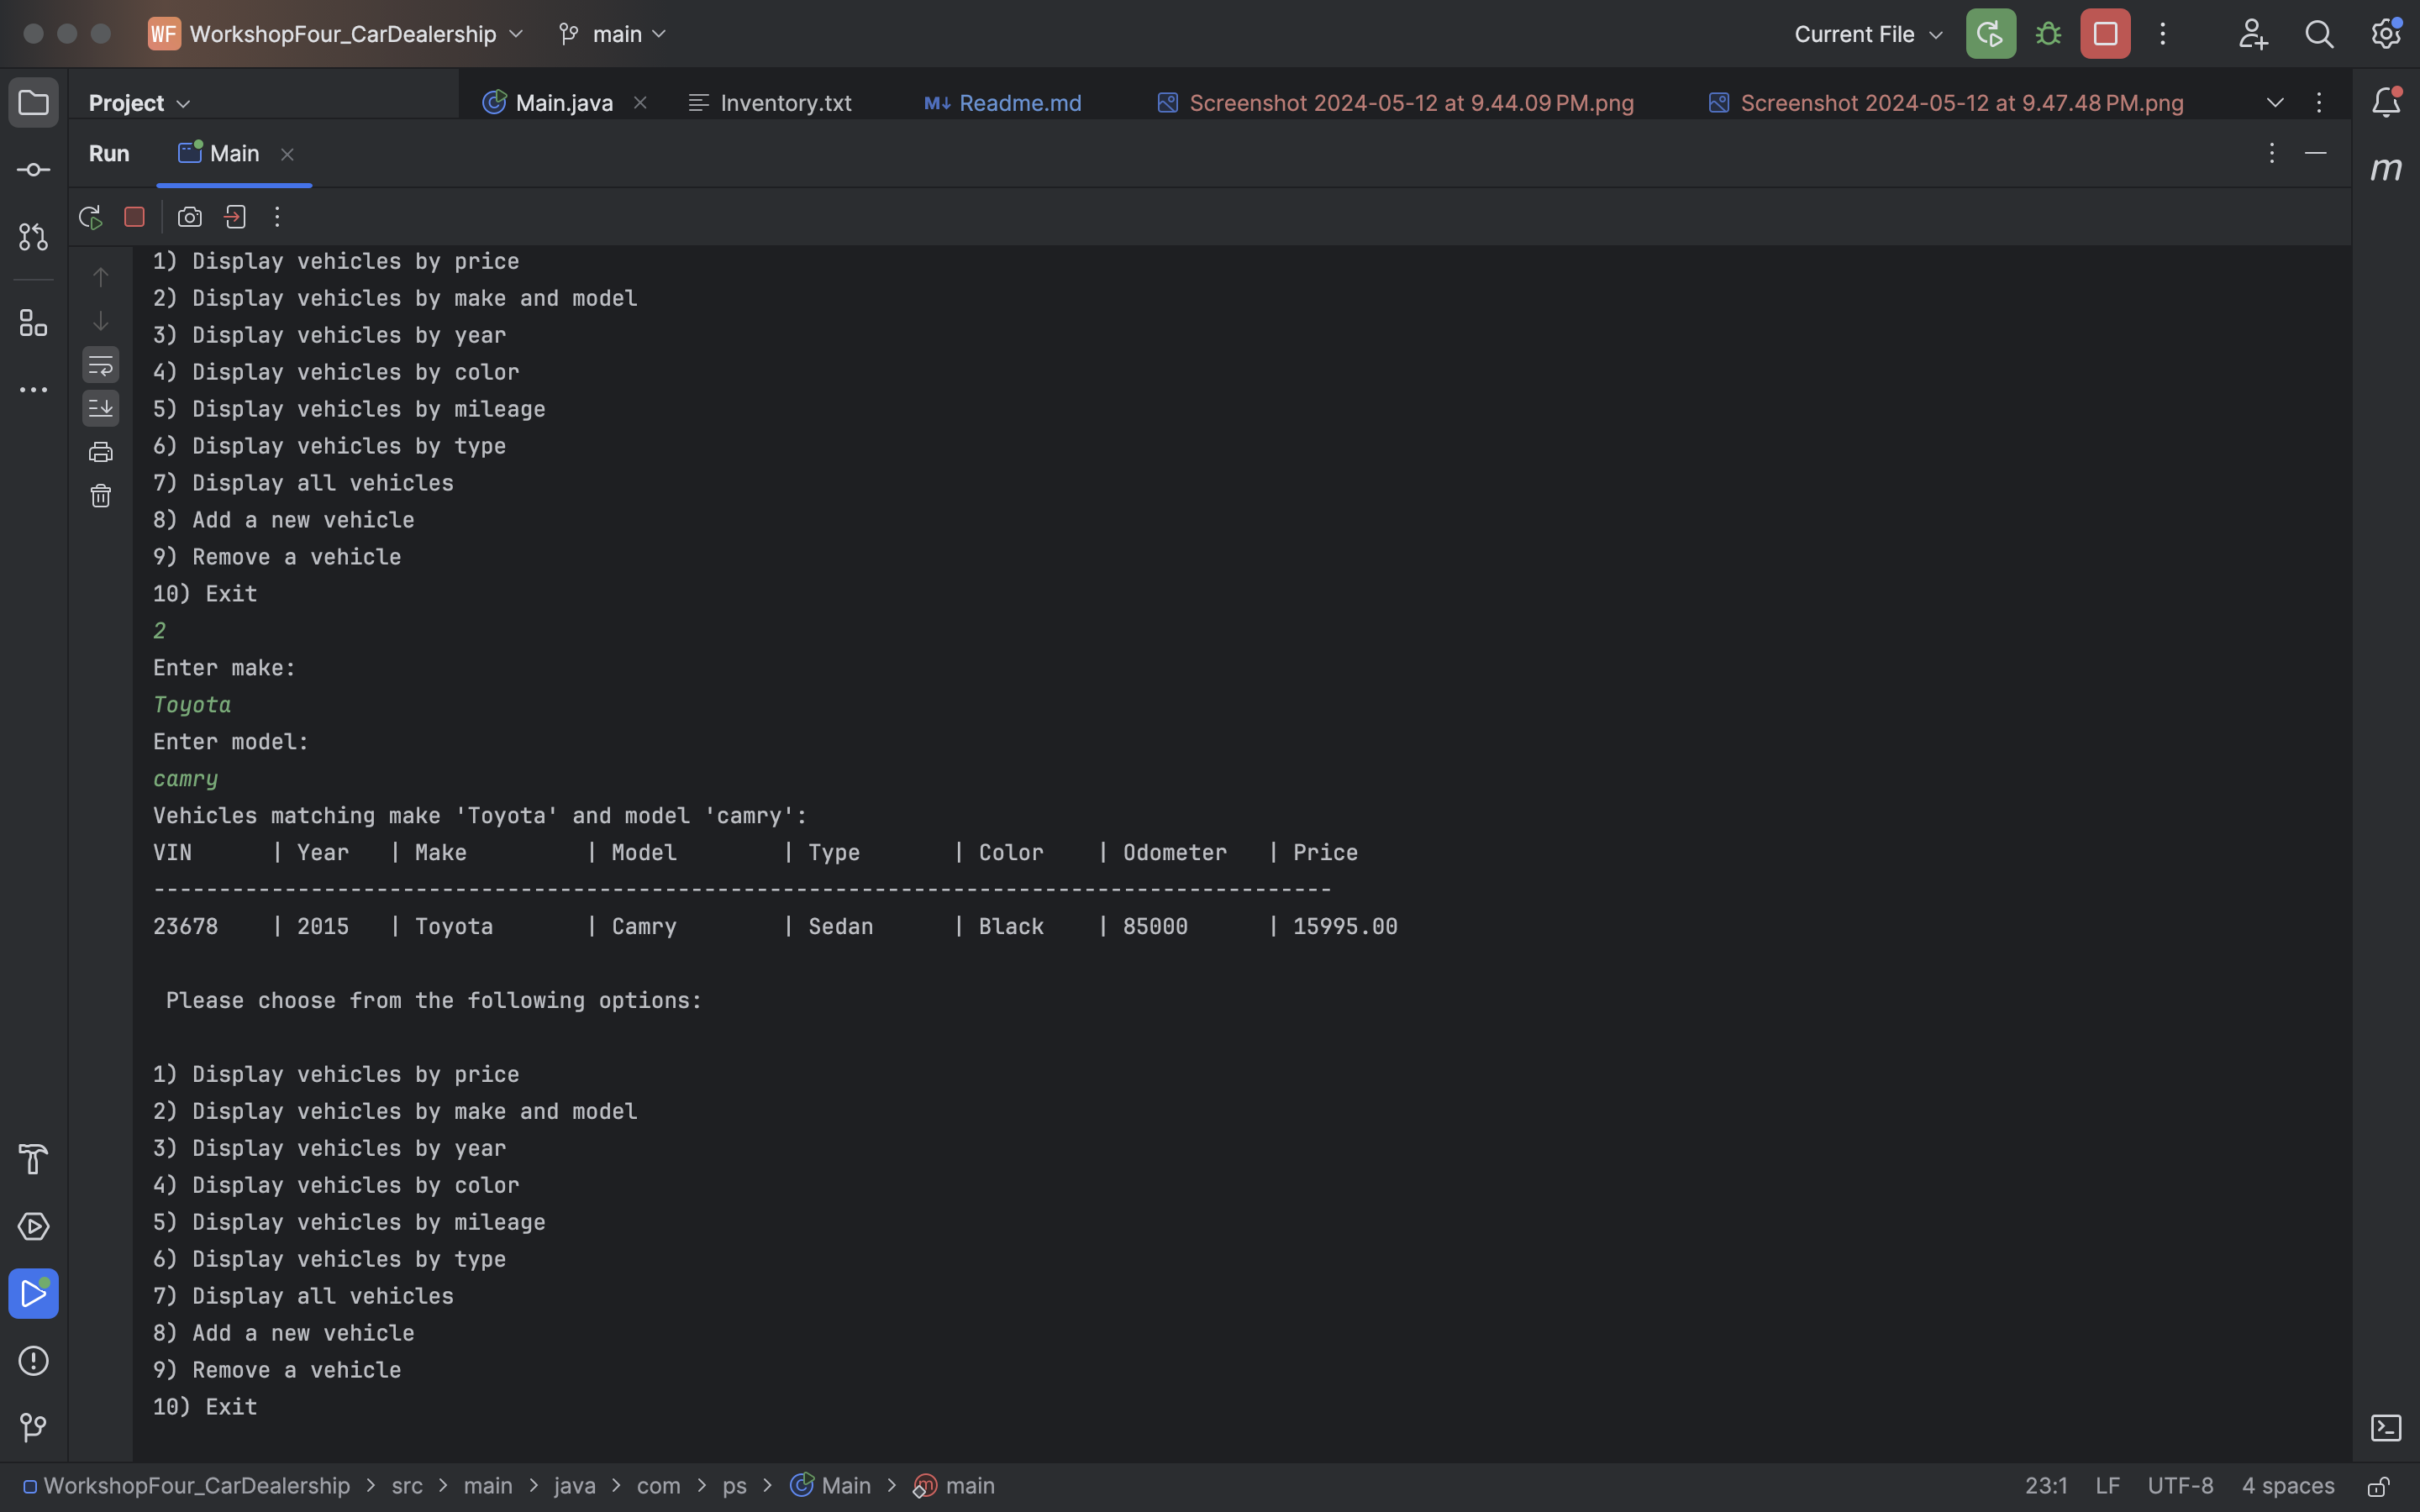 WF WorkshopFour_CarDealership main Current File
Project Main.java Inventory.txt M↓ Readme.md Screenshot 2024-05-12 at 9.44.09 PM.png Screenshot 2024-05-12 at 9.47.48 PM.png
Run Main
m
1) Display vehicles by price
2) Display vehicles by make and model
3) Display vehicles by year
4) Display vehicles by color
5) Display vehicles by mileage
6) Display vehicles by type
7) Display all vehicles
8) Add a new vehicle
9) Remove a vehicle
10) Exit
2
Enter make:
Toyota
Enter model:
camry
Vehicles matching make 'Toyota' and model 'camry':
VIN | Year | Make | Model | Type | Color | Odometer | Price
------------------------------------------------------------------------------------------
23678 | 2015 | Toyota | Camry | Sedan | Black | 85000 | 15995.00
Please choose from the following options:
1) Display vehicles by price
2) Display vehicles by make and model
3) Display vehicles by year
4) Display vehicles by color
5) Display vehicles by mileage
6) Display vehicles by type
7) Display all vehicles
8) Add a new vehicle
9) Remove a vehicle
10) Exit
WorkshopFour_CarDealership > src > main > java > com > ps > Main > main 23:1 LF UTF-8 4 spaces